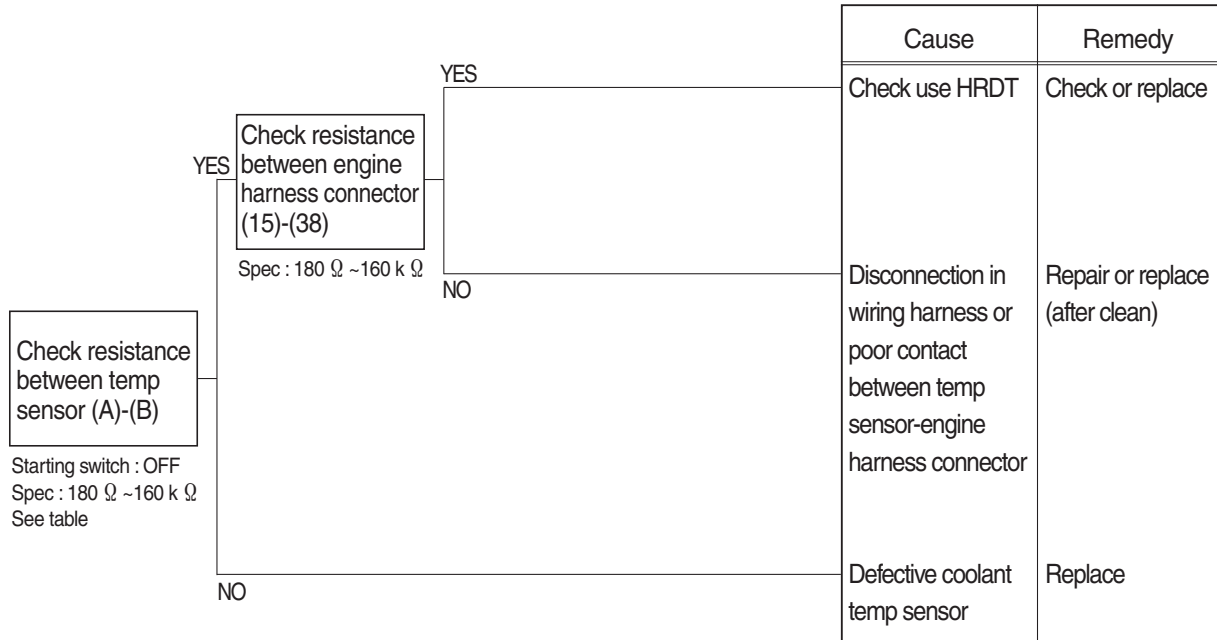 Cause
Remedy
YES
Check use HRDT
Check or replace
Check resistance
between engine
harness connector
(15)-(38)
YES
Spec : 180 Ω ~160 k Ω
NO
Disconnection in
wiring harness or
poor contact
between temp
sensor-engine
harness connector
Repair or replace
(after clean)
Check resistance
between temp
sensor (A)-(B)
Starting switch : OFF
Spec : 180 Ω ~160 k Ω
See table
NO
Defective coolant
temp sensor
Replace